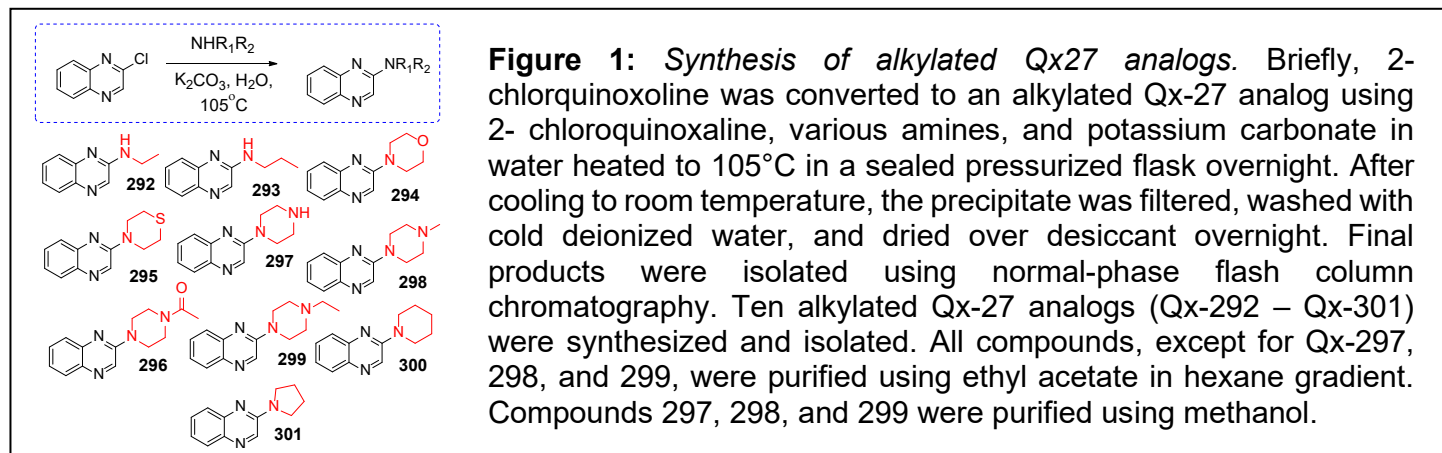 NHR1R2
K2CO3, H2O,
105°C
N
Cl
N
N
NR1R2
N
N
H
N
N
292
N
H
N
N
293
N
N
O
N
294
N
N
S
N
295
N
N
NH
N
297
N
N
N
N
298
N
N
N
O
N
296
N
N
N
N
299
N
N
N
300
N
N
N
301
Figure 1: Synthesis of alkylated Qx27 analogs. Briefly, 2-
chlorquinoxoline was converted to an alkylated Qx-27 analog using
2- chloroquinoxaline, various amines, and potassium carbonate in
water heated to 105°C in a sealed pressurized flask overnight. After
cooling to room temperature, the precipitate was filtered, washed with
cold deionized water, and dried over desiccant overnight. Final
products were isolated using normal-phase flash column
chromatography. Ten alkylated Qx-27 analogs (Qx-292 – Qx-301)
were synthesized and isolated. All compounds, except for Qx-297,
298, and 299, were purified using ethyl acetate in hexane gradient.
Compounds 297, 298, and 299 were purified using methanol.